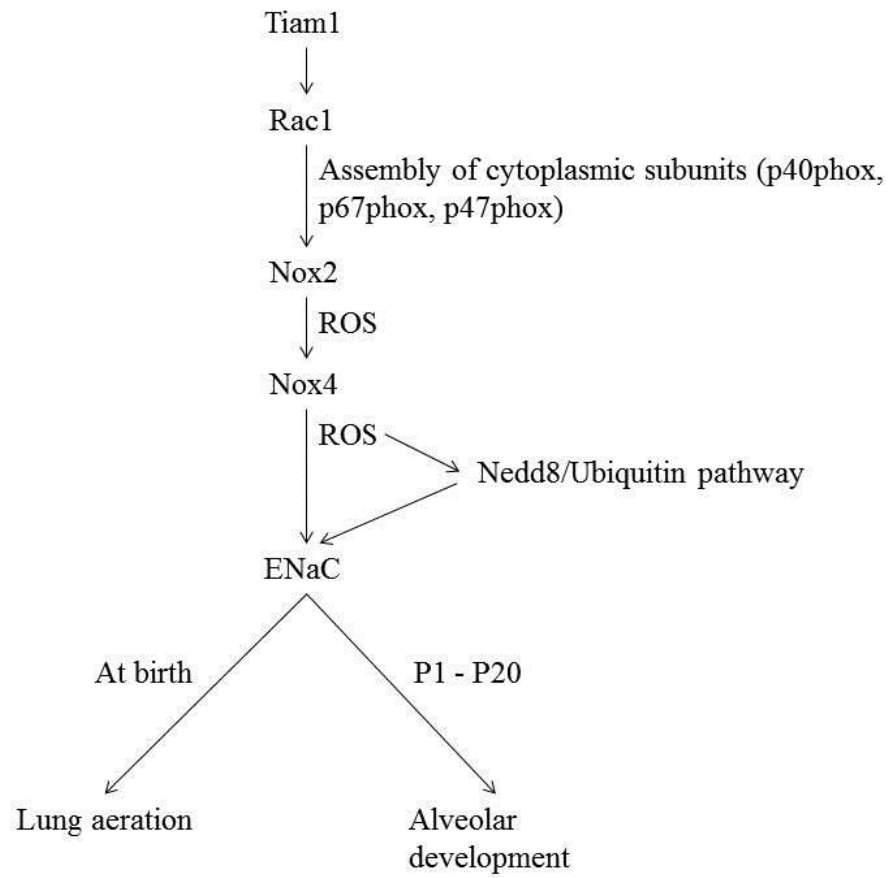 Tiam1
Rac1
Assembly of cytoplasmic subunits (p40phox,
p67phox, p47phox)
Nox2
ROS
Nox4
ROS
Nedd8/Ubiquitin pathway
ENaC
At birth
P1 - P20
Lung aeration
Alveolar
development